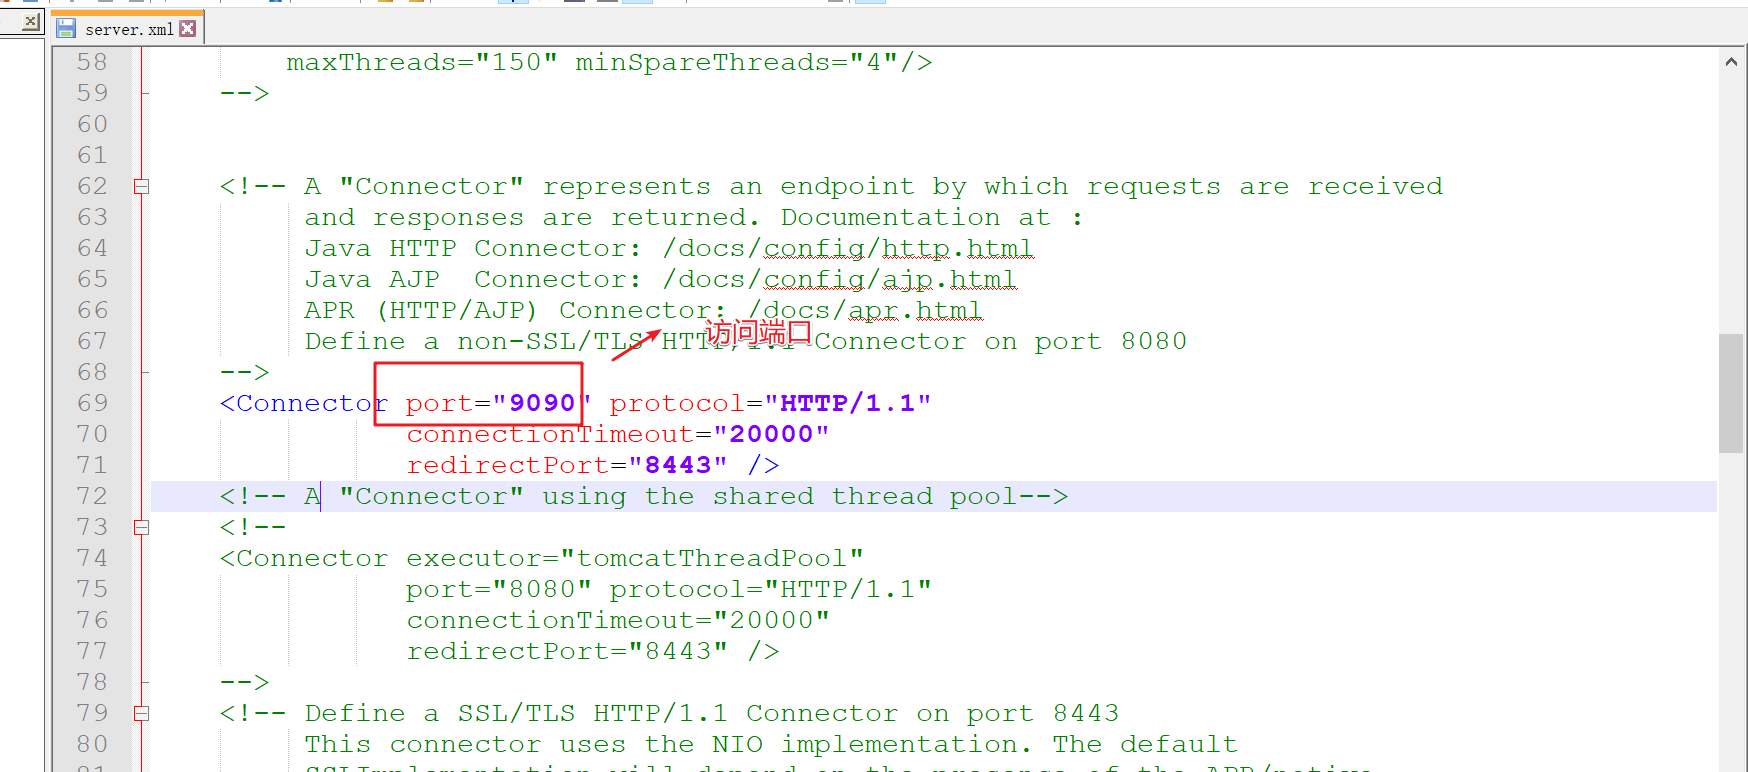 server.xml
58 maxThreads="150" minSpareThreads="4"/>
59 -->
60
61
62 <!-- A "Connector" represents an endpoint by which requests are received
63 and responses are returned. Documentation at :
64 Java HTTP Connector: /docs/config/http.html
65 Java AJP  Connector: /docs/config/ajp.html
66 APR (HTTP/AJP) Connector: /docs/apr.html
访问端口
67 Define a non-SSL/TLS HTTP/1.1 Connector on port 8080
68 -->
69 <Connector port="9090" protocol="HTTP/1.1"
70 connectionTimeout="20000"
71 redirectPort="8443" />
72 <!-- A "Connector" using the shared thread pool-->
73 <!--
74 <Connector executor="tomcatThreadPool"
75 port="8080" protocol="HTTP/1.1"
76 connectionTimeout="20000"
77 redirectPort="8443" />
78 -->
79 <!-- Define a SSL/TLS HTTP/1.1 Connector on port 8443
80 This connector uses the NIO implementation. The default